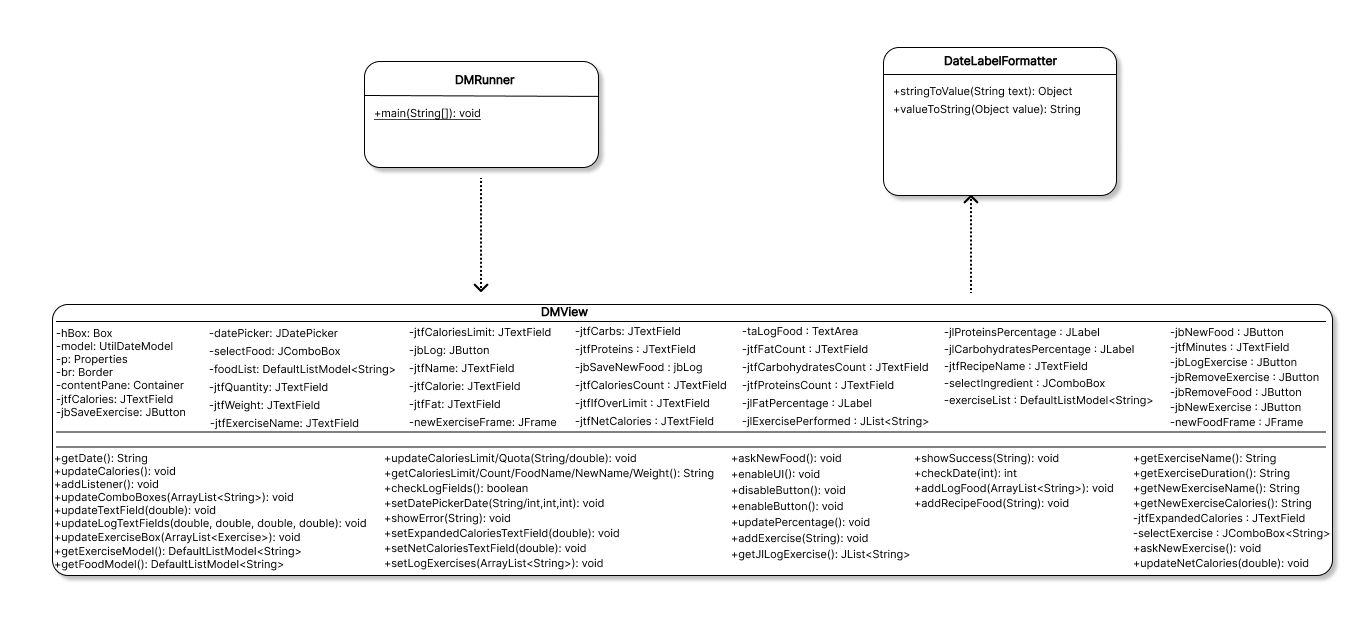 DMRunner
+main(String[]): void
DateLabelFormatter
+stringToValue(String text): Object
+valueToString(Object value): String
DMView
-hBox: Box
-model: UtilDateModel
-p: Properties
-br: Border
-contentPane: Container
-jtfCalories: JTextField
-jbSaveExercise: JButton
-datePicker: JDatePicker
-selectFood: JComboBox
-foodList: DefaultListModel<String>
-jtfQuantity: JTextField
-jtfWeight: JTextField
-jtfExerciseName: JTextField
-jtfCaloriesLimit: JTextField
-jbLog: JButton
-jtfName: JTextField
-jtfCalorie: JTextField
-jtfFat: JTextField
-newExerciseFrame: JFrame
-jtfCarbs: JTextField
-jtfProteins : JTextField
-jbSaveNewFood : jbLog
-jtfCaloriesCount : JTextField
-jtfIfOverLimit : JTextField
-jtfNetCalories : JTextField
-taLogFood : TextArea
-jtfFatCount : JTextField
-jtfCarbohydratesCount : JTextField
-jtfProteinsCount : JTextField
-jlFatPercentage : JLabel
-jlExercisePerformed : JList<String>
-jlProteinsPercentage : JLabel
-jlCarbohydratesPercentage : JLabel
-jtfRecipeName : JTextField
-selectIngredient : JComboBox
-exerciseList : DefaultListModel<String>
-jbNewFood : JButton
-jtfMinutes : JTextField
-jbLogExercise : JButton
-jbRemoveExercise : JButton
-jbRemoveFood : JButton
-jbNewExercise : JButton
-newFoodFrame : JFrame
+getDate(): String
+updateCalories(): void
+addListener(): void
+updateComboBoxes(ArrayList<String>): void
+updateTextField(double): void
+updateLogTextFields(double, double, double, double): void
+updateExerciseBox(ArrayList<Exercise>): void
+getExerciseModel(): DefaultListModel<String>
+getFoodModel(): DefaultListModel<String>
+updateCaloriesLimit/Quota(String/double): void
+getCaloriesLimit/Count/FoodName/NewName/Weight(): String
+checkLogFields(): boolean
+setDatePickerDate(String/int,int,int): void
+showError(String): void
+setExpandedCaloriesTextField(double): void
+setNetCaloriesTextField(double): void
+setLogExercises(ArrayList<String>): void
+askNewFood(): void
+enableUI(): void
+disableButton(): void
+enableButton(): void
+updatePercentage(): void
+addExercise(String): void
+getJlLogExercise(): JList<String>
+showSuccess(String): void
+checkDate(int): int
+addLogFood(ArrayList<String>): void
+addRecipeFood(String): void
+getExerciseName(): String
+getExerciseDuration(): String
+getNewExerciseName(): String
+getNewExerciseCalories(): String
-jtfExpandedCalories : JTextField
-selectExercise : JComboBox<String>
+askNewExercise(): void
+updateNetCalories(double): void